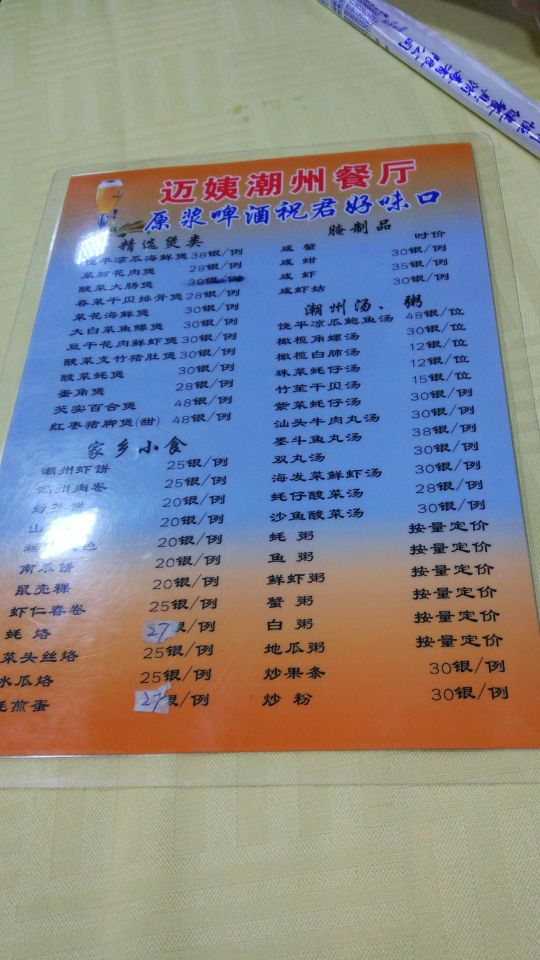 迈姨潮州餐厅
原浆啤酒祝君好味口
精选煲类
饶平凉瓜海鲜煲 38银/例
菜脯花肉煲 28银/例
酸菜大肠煲 30银/例
春菜干贝排骨煲 28银/例
菜花海鲜煲 30银/例
大白菜鱼鳔煲 30银/例
豆干花肉鲜虾煲 30银/例
酸菜支竹猪肚煲 30银/例
酸菜蚝煲 30银/例
蛋角煲 28银/例
芡实百合煲 48银/例
红枣猪脚煲(甜) 48银/例
家乡小食
潮州虾饼 25银/例
潮州肉卷 25银/例
20银/例
山 20银/例
20银/例
南瓜饼 20银/例
鼠壳粿 25银/例
虾仁春卷 27银/例
蚝 烙 25银/例
菜头丝烙 25银/例
水瓜烙 27银/例
蚝煎蛋
腌制品
咸 蟹 时价
咸 蚶 30银/例
咸 虾 35银/例
咸虾姑 30银/例
潮州汤、粥
饶平凉瓜鲍鱼汤 48银/位
橄榄角螺汤 30银/位
橄榄白肺汤 12银/位
珠菜蚝仔汤 12银/位
竹笙干贝汤 15银/位
紫菜蚝仔汤 30银/例
汕头牛肉丸汤 30银/例
墨斗鱼丸汤 38银/例
双丸汤 30银/例
海发菜鲜虾汤 30银/例
蚝仔酸菜汤 28银/例
沙鱼酸菜汤 30银/例
蚝 粥 按量定价
鱼 粥 按量定价
鲜虾粥 按量定价
蟹 粥 按量定价
白 粥 按量定价
地瓜粥 按量定价
炒果条 30银/例
炒 粉 30银/例